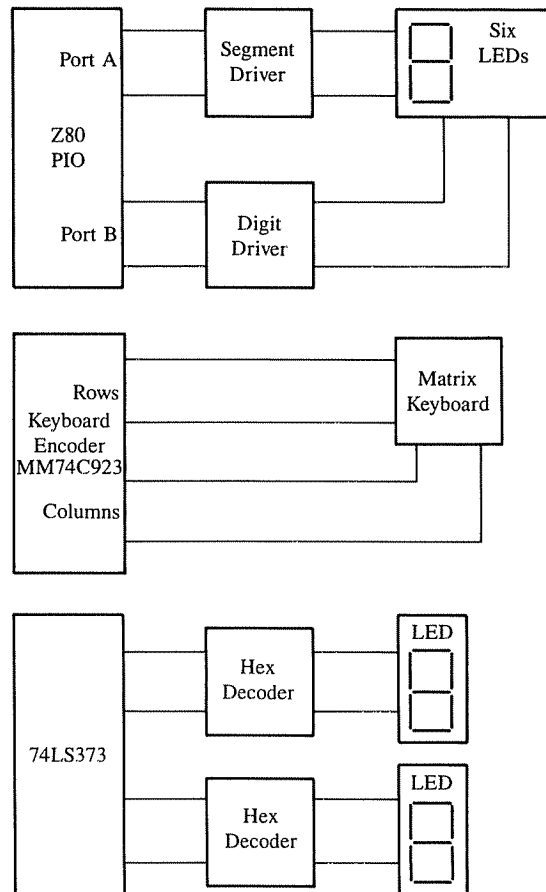 Port A
Z80
PIO
Port B
Segment
Driver
Digit
Driver
Six
LEDs
Rows
Keyboard
Encoder
MM74C923
Columns
Matrix
Keyboard
74LS373
Hex
Decoder
LED
Hex
Decoder
LED